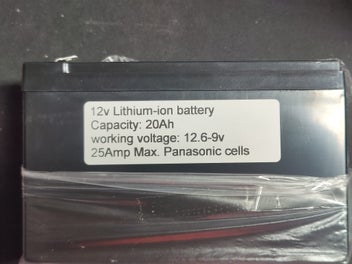 12v Lithium-ion battery
Capacity: 20Ah
working voltage: 12.6-9v
25Amp Max. Panasonic cells